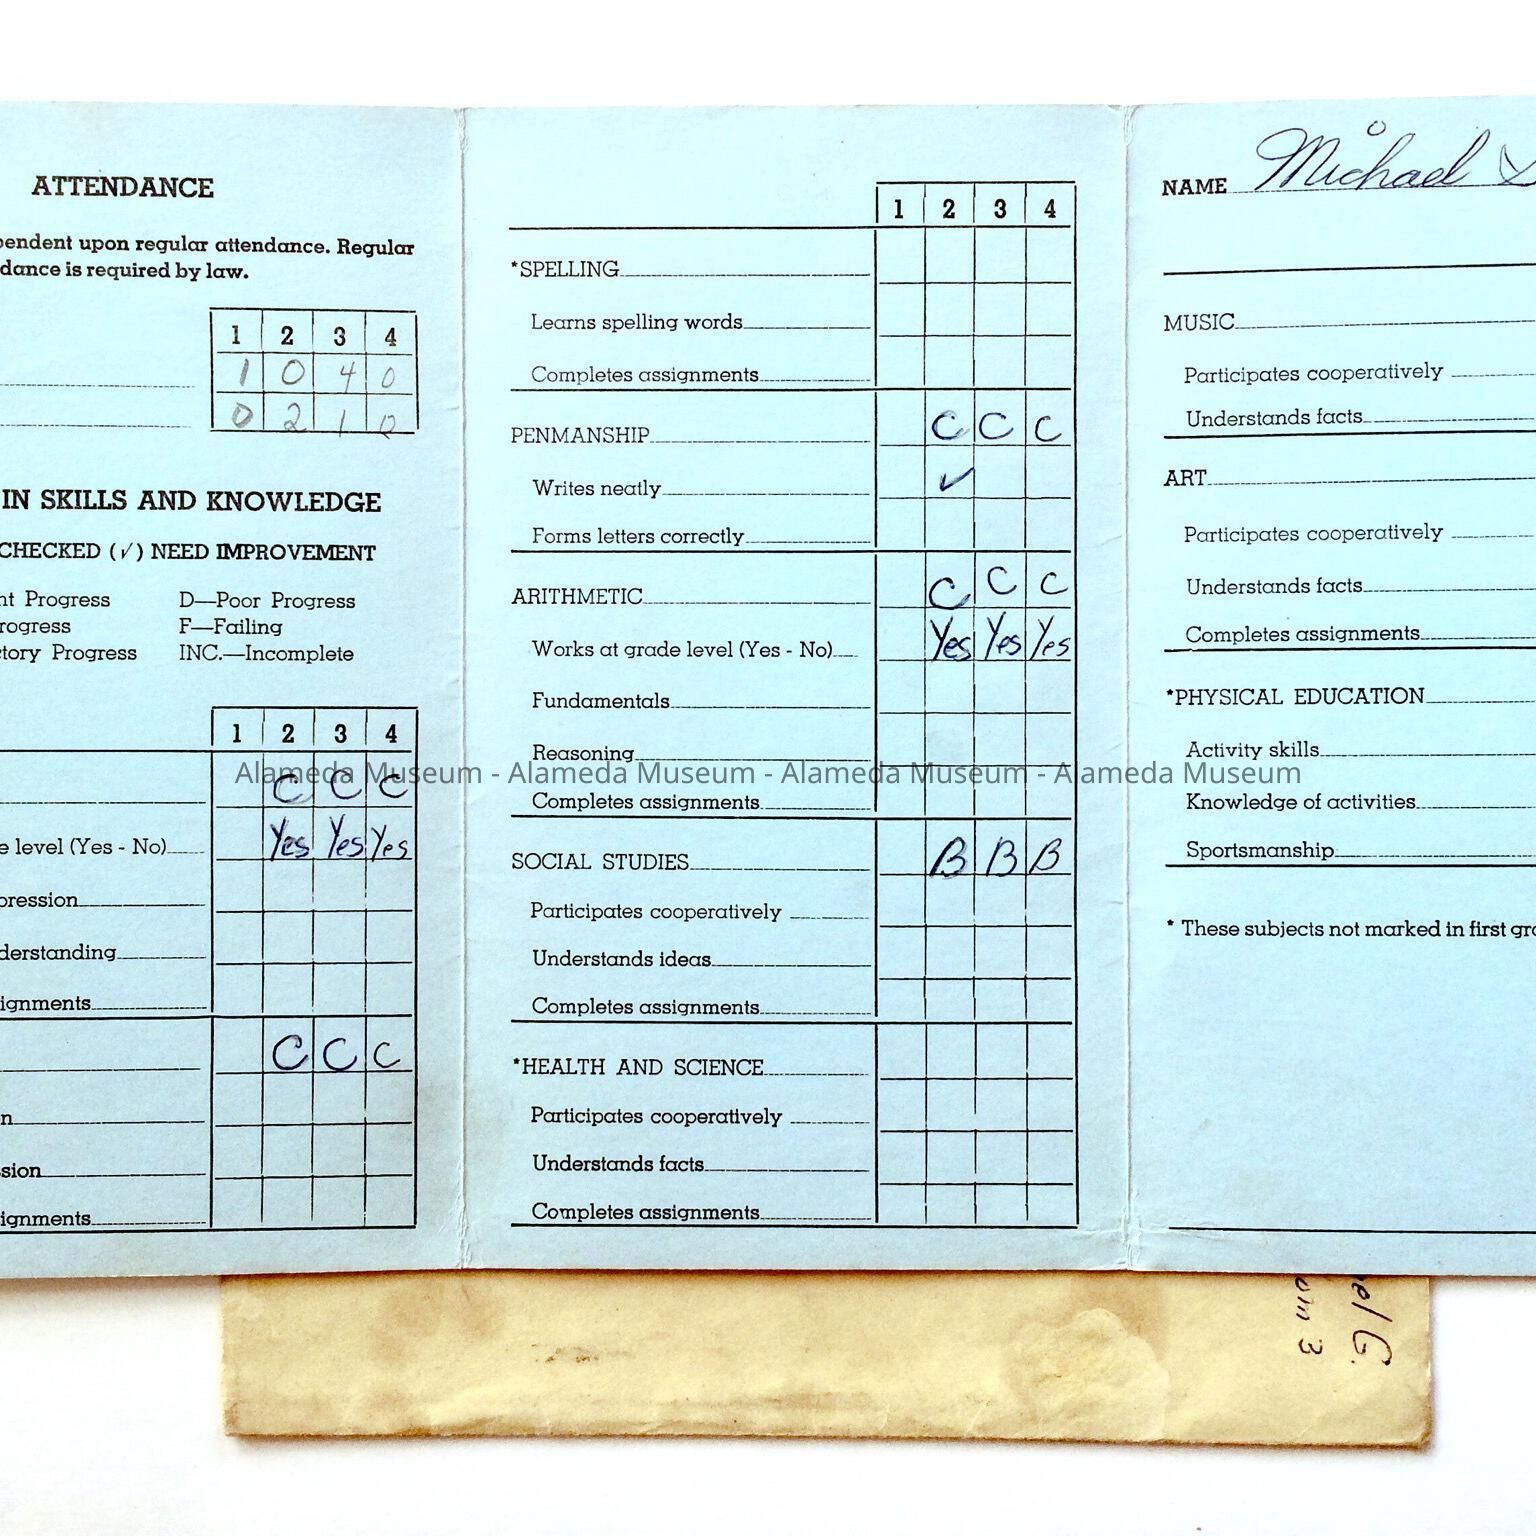 ATTENDANCE
pendent upon regular attendance. Regular
dance is required by law.
1 2 3 4
1 0 4 0
0 2 1 0
IN SKILLS AND KNOWLEDGE
CHECKED (√) NEED IMPROVEMENT
nt Progress D—Poor Progress
rogress F—Failing
ctory Progress INC.—Incomplete
1 2 3 4
C C C
e level (Yes - No) Yes Yes Yes
pression
derstanding
ignments
C C C
n
sion
ignments
1 2 3 4
*SPELLING
Learns spelling words
Completes assignments
PENMANSHIP C C C
Writes neatly ✓
Forms letters correctly
ARITHMETIC C C C
Works at grade level (Yes - No) Yes Yes Yes
Fundamentals
Reasoning
Alameda Museum - Alameda Museum - Alameda Museum - Alameda Museum
Completes assignments
SOCIAL STUDIES B B B
Participates cooperatively
Understands ideas
Completes assignments
*HEALTH AND SCIENCE
Participates cooperatively
Understands facts
Completes assignments
NAME Michael
MUSIC
Participates cooperatively
Understands facts
ART
Participates cooperatively
Understands facts
Completes assignments
*PHYSICAL EDUCATION
Activity skills
Knowledge of activities
Sportsmanship
* These subjects not marked in first gra
el G.
om 3